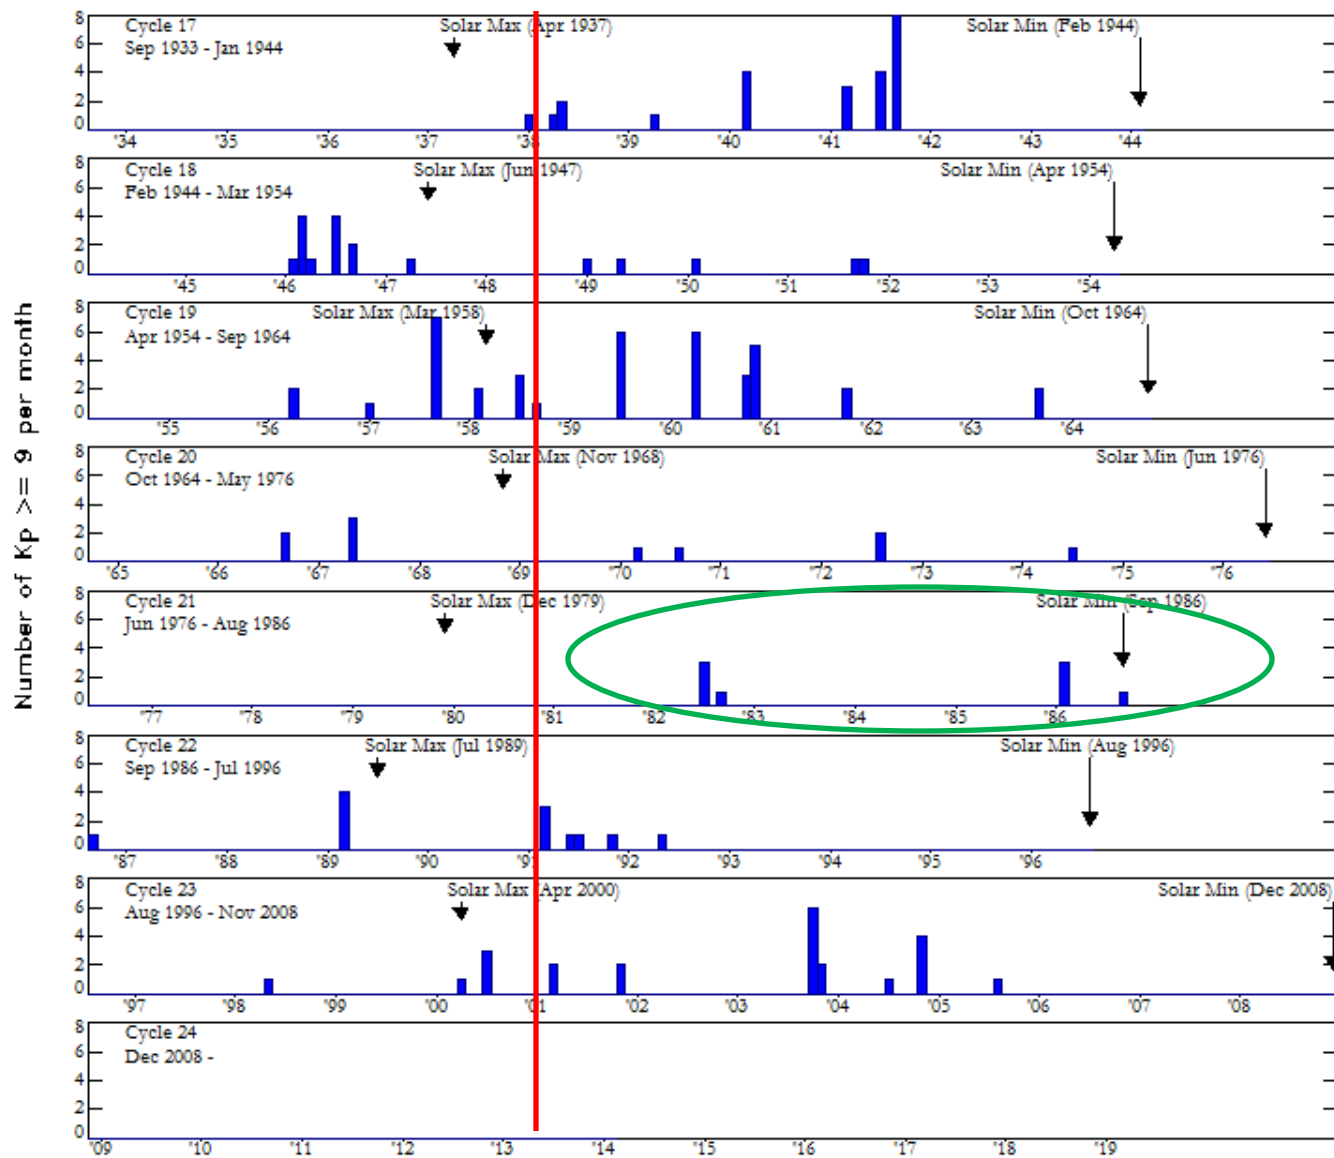 Number of Kp >= 9 per month
8
6
4
2
0
Cycle 17
Sep 1933 - Jan 1944
Solar Max (Apr 1937)
Solar Min (Feb 1944)
'34 '35 '36 '37 '38 '39 '40 '41 '42 '43 '44
8
6
4
2
0
Cycle 18
Feb 1944 - Mar 1954
Solar Max (Jun 1947)
Solar Min (Apr 1954)
'45 '46 '47 '48 '49 '50 '51 '52 '53 '54
8
6
4
2
0
Cycle 19
Apr 1954 - Sep 1964
Solar Max (Mar 1958)
Solar Min (Oct 1964)
'55 '56 '57 '58 '59 '60 '61 '62 '63 '64
8
6
4
2
0
Cycle 20
Oct 1964 - May 1976
Solar Max (Nov 1968)
Solar Min (Jun 1976)
'65 '66 '67 '68 '69 '70 '71 '72 '73 '74 '75 '76
8
6
4
2
0
Cycle 21
Jun 1976 - Aug 1986
Solar Max (Dec 1979)
Solar Min (Sep 1986)
'77 '78 '79 '80 '81 '82 '83 '84 '85 '86
8
6
4
2
0
Cycle 22
Sep 1986 - Jul 1996
Solar Max (Jul 1989)
Solar Min (Aug 1996)
'87 '88 '89 '90 '91 '92 '93 '94 '95 '96
8
6
4
2
0
Cycle 23
Aug 1996 - Nov 2008
Solar Max (Apr 2000)
Solar Min (Dec 2008)
'97 '98 '99 '00 '01 '02 '03 '04 '05 '06 '07 '08
8
6
4
2
0
Cycle 24
Dec 2008 -
'09 '10 '11 '12 '13 '14 '15 '16 '17 '18 '19